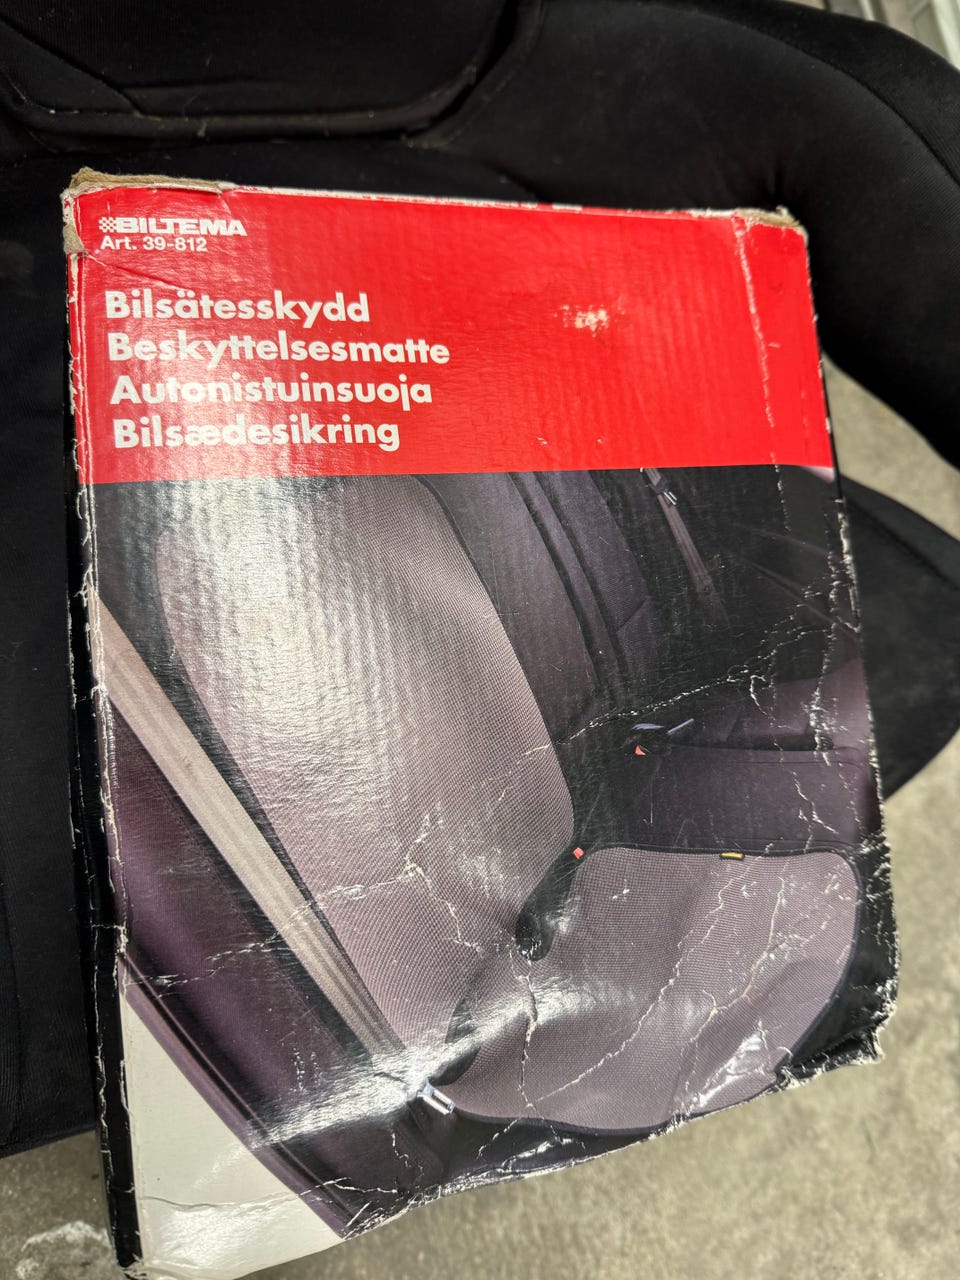 BILTEMA
Art. 39-812
Bilsätesskydd
Beskyttelsesmatte
Autonistuinsuoja
Bilsædesikring